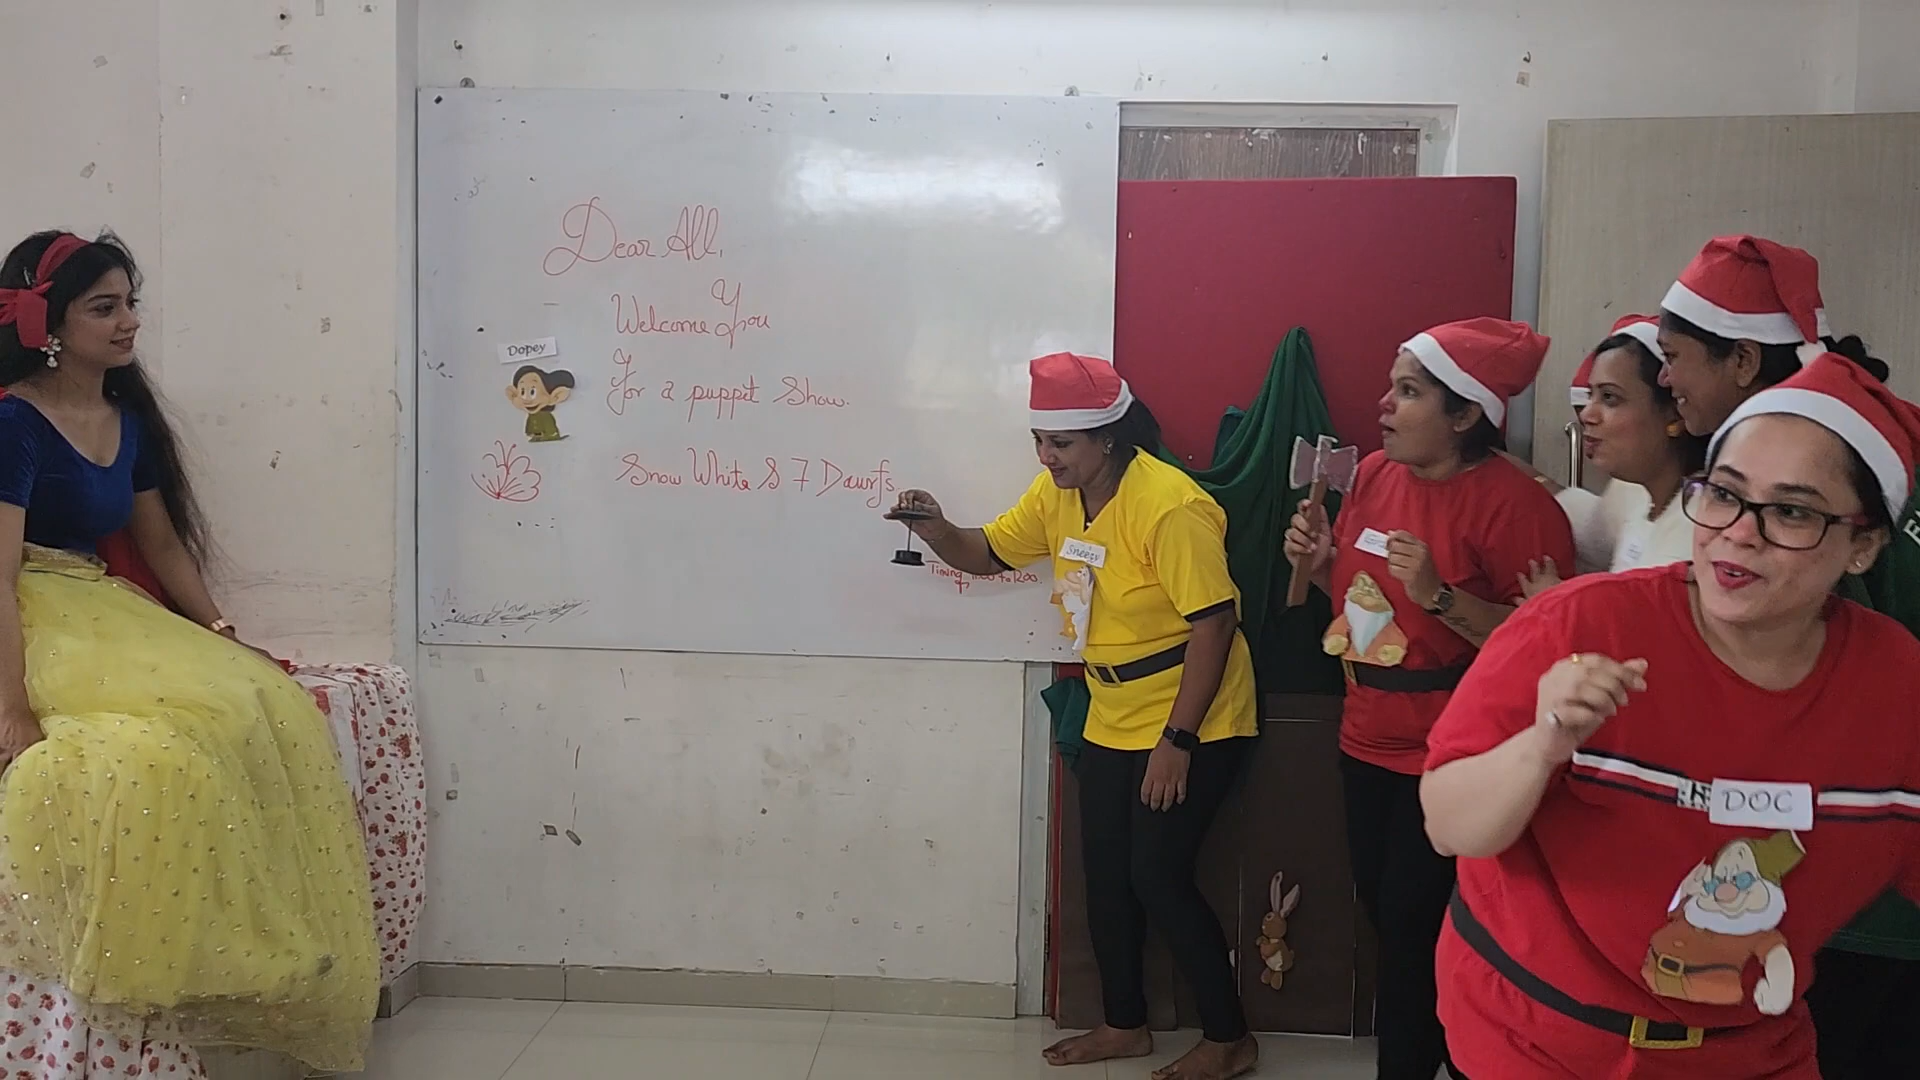 Dear All,
Welcome You
For a puppet Show.
Snow White & 7 Dawrfs
Dopey
Sneezy
DOC